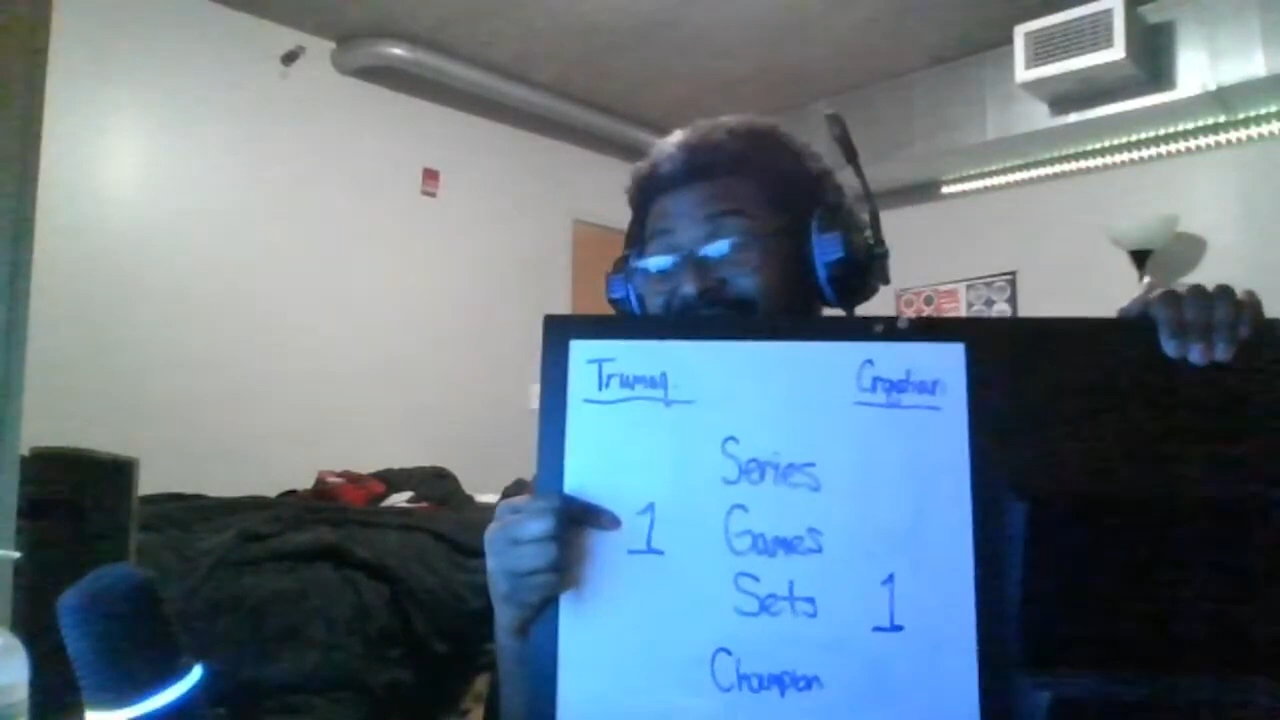 Truman
Series
1 Games
Sets 1
Champion